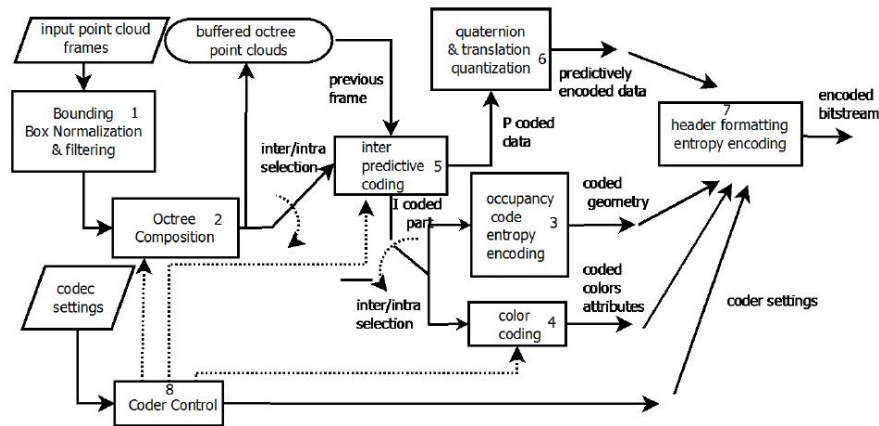 input point cloud
frames
buffered octree
point clouds
quaternion
& translation
quantization 6
previous
frame
predictively
encoded data
Bounding 1
Box Normalization
& filtering
inter/intra
selection
inter
predictive 5
coding
P coded
data
7
header formatting
entropy encoding
encoded
bitstream
Octree 2
Composition
I coded
part
occupancy
code 3
entropy
encoding
coded
geometry
codec
settings
inter/intra
selection
color
coding 4
coded
colors
attributes
coder settings
8
Coder Control